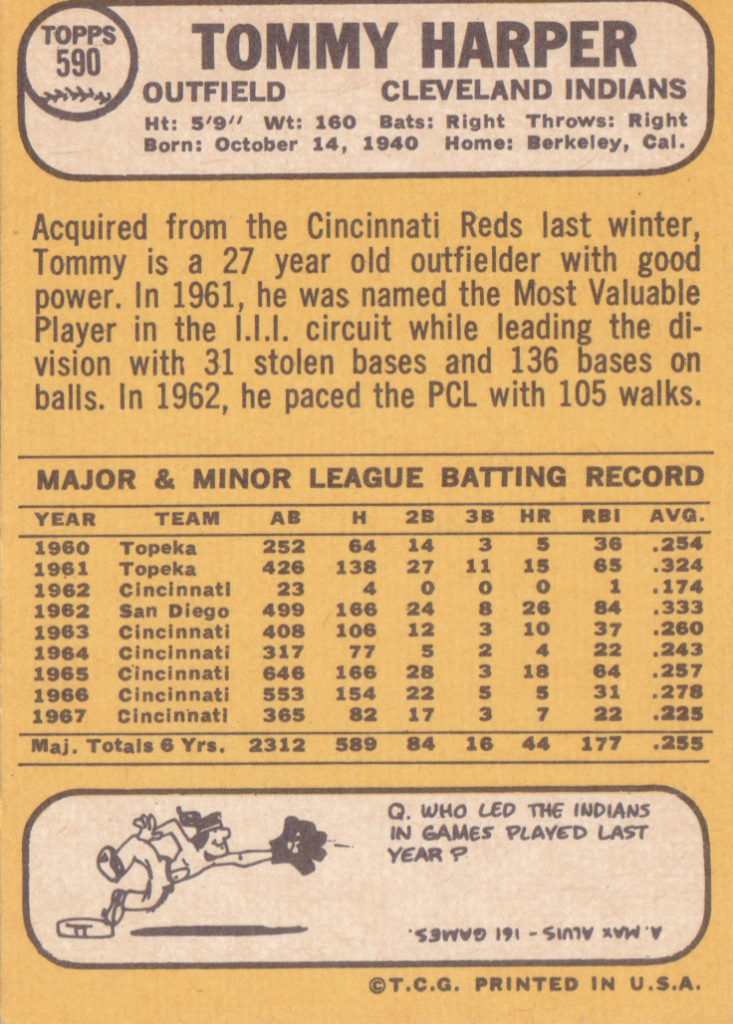 TOPPS
590
TOMMY HARPER
OUTFIELD CLEVELAND INDIANS
Ht: 5'9" Wt: 160 Bats: Right Throws: Right
Born: October 14, 1940 Home: Berkeley, Cal.
Acquired from the Cincinnati Reds last winter,
Tommy is a 27 year old outfielder with good
power. In 1961, he was named the Most Valuable
Player in the I.I.I. circuit while leading the di-
vision with 31 stolen bases and 136 bases on
balls. In 1962, he paced the PCL with 105 walks.
MAJOR & MINOR LEAGUE BATTING RECORD
YEAR TEAM AB H 2B 3B HR RBI AVG.
1960 Topeka 252 64 14 3 5 36 .254
1961 Topeka 426 138 27 11 15 65 .324
1962 Cincinnati 23 4 0 0 0 1 .174
1962 San Diego 499 166 24 8 26 84 .333
1963 Cincinnati 408 106 12 3 10 37 .260
1964 Cincinnati 317 77 5 2 4 22 .243
1965 Cincinnati 646 166 28 3 18 64 .257
1966 Cincinnati 553 154 22 5 5 31 .278
1967 Cincinnati 365 82 17 3 7 22 .225
Maj. Totals 6 Yrs. 2312 589 84 16 44 177 .255
Q. WHO LED THE INDIANS
IN GAMES PLAYED LAST
YEAR?
A. MAX ALVIS - 161 GAMES.
©T.C.G. PRINTED IN U.S.A.